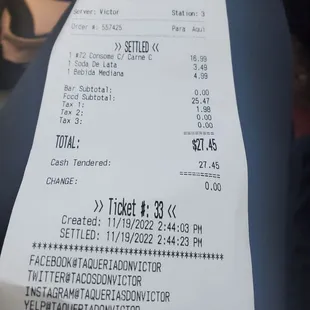 Server: Victor Station: 3
Order #: 557425 Para Aqui
>> SETTLED <<
1 #72 Consome C/ Carne C 16.99
1 Soda De Lata 3.49
1 Bebida Mediana 4.99
Bar Subtotal: 0.00
Food Subtotal: 25.47
Tax 1: 1.98
Tax 2: 0.00
Tax 3: 0.00
TOTAL: $27.45
Cash Tendered: 27.45
CHANGE: 0.00
>> Ticket #: 33 <<
Created: 11/19/2022 2:44:03 PM
SETTLED: 11/19/2022 2:44:23 PM
FACEBOOK#TAQUERIADONVICTOR
TWITTER#TACOSDONVICTOR
INSTAGRAM#TAQUERIASDONVICTOR
YELP#TAQUERIADONVICTOR